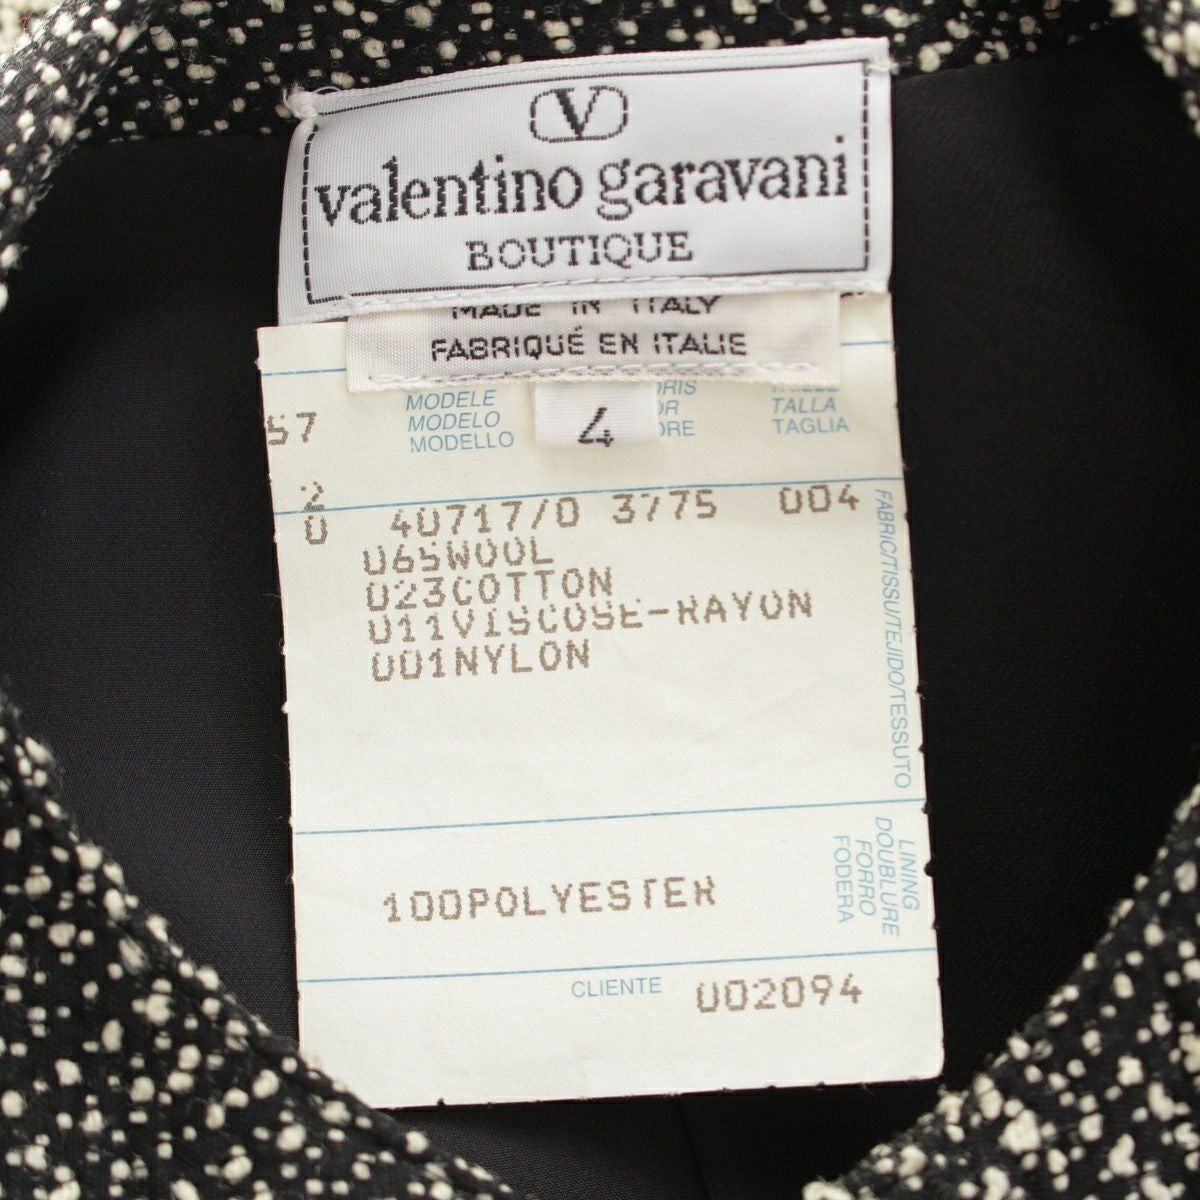 V
valentino garavani
BOUTIQUE
MADE IN ITALY
FABRIQUÉ EN ITALIE
MODELE
MODELO
MODELLO
4
TALLA
TAGLIA
57
2
0
40717/0 3775 004
065WOOL
023COTTON
011VISCOSE-RAYON
001NYLON
FABRIC/TISSU/TEJIDO/TESSUTO
100POLYESTER
LINING
DOUBLURE
FORRO
FODERA
CLIENTE 002094